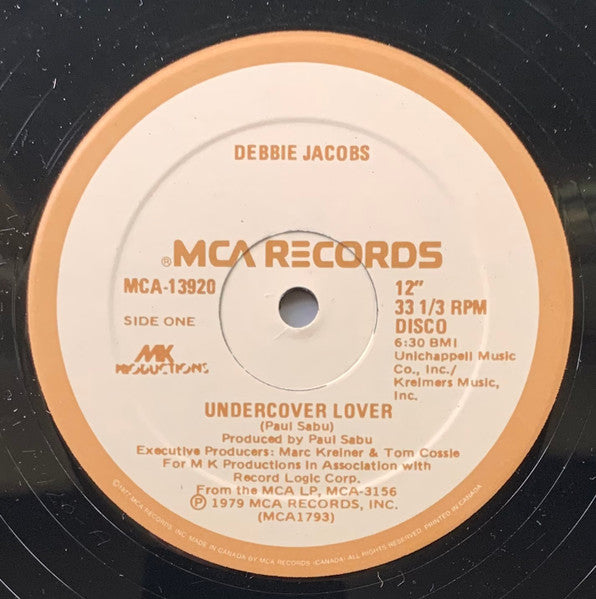 DEBBIE JACOBS
®MCA RECORDS
MCA-13920
SIDE ONE
MK
PRODUCTIONS
12"
33 1/3 RPM
DISCO
6:30 BMI
Unichappell Music
Co., Inc./
Kreimers Music,
Inc.
UNDERCOVER LOVER
(Paul Sabu)
Produced by Paul Sabu
Executive Producers: Marc Kreiner & Tom Cossie
For M K Productions in Association with
Record Logic Corp.
From the MCA LP, MCA-3156
℗ 1979 MCA RECORDS, INC.
(MCA1793)
©1977 MCA RECORDS, INC. MADE IN CANADA BY MCA RECORDS (CANADA) ALL RIGHTS RESERVED. PRINTED IN CANADA